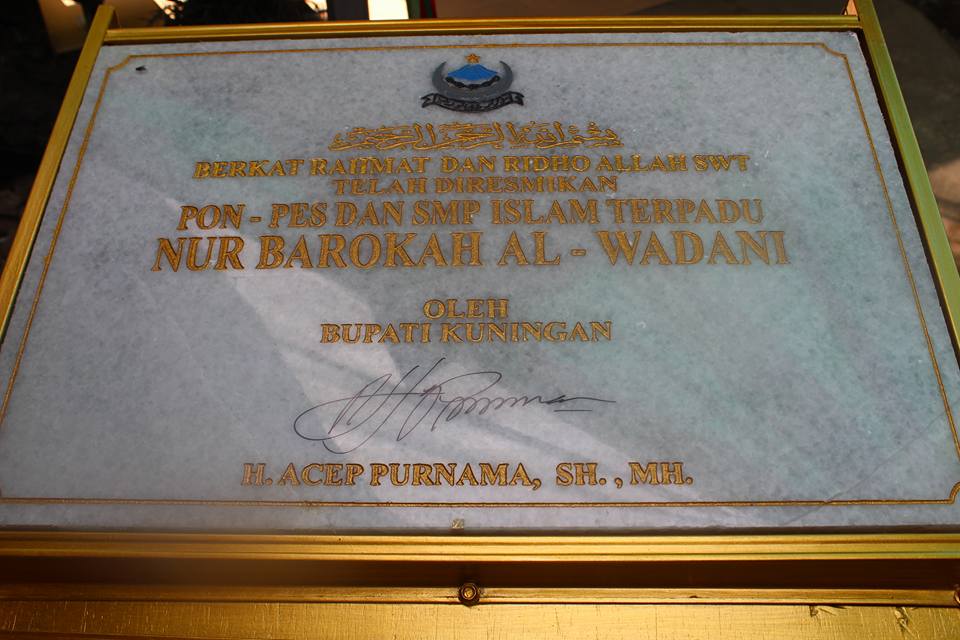 بسم الله الرحمن الرحيم
BERKAT RAHMAT DAN RIDHO ALLAH SWT
TELAH DIRESMIKAN
PON - PES DAN SMP ISLAM TERPADU
NUR BAROKAH AL - WADANI
OLEH
BUPATI KUNINGAN
H. ACEP PURNAMA, SH. , MH.